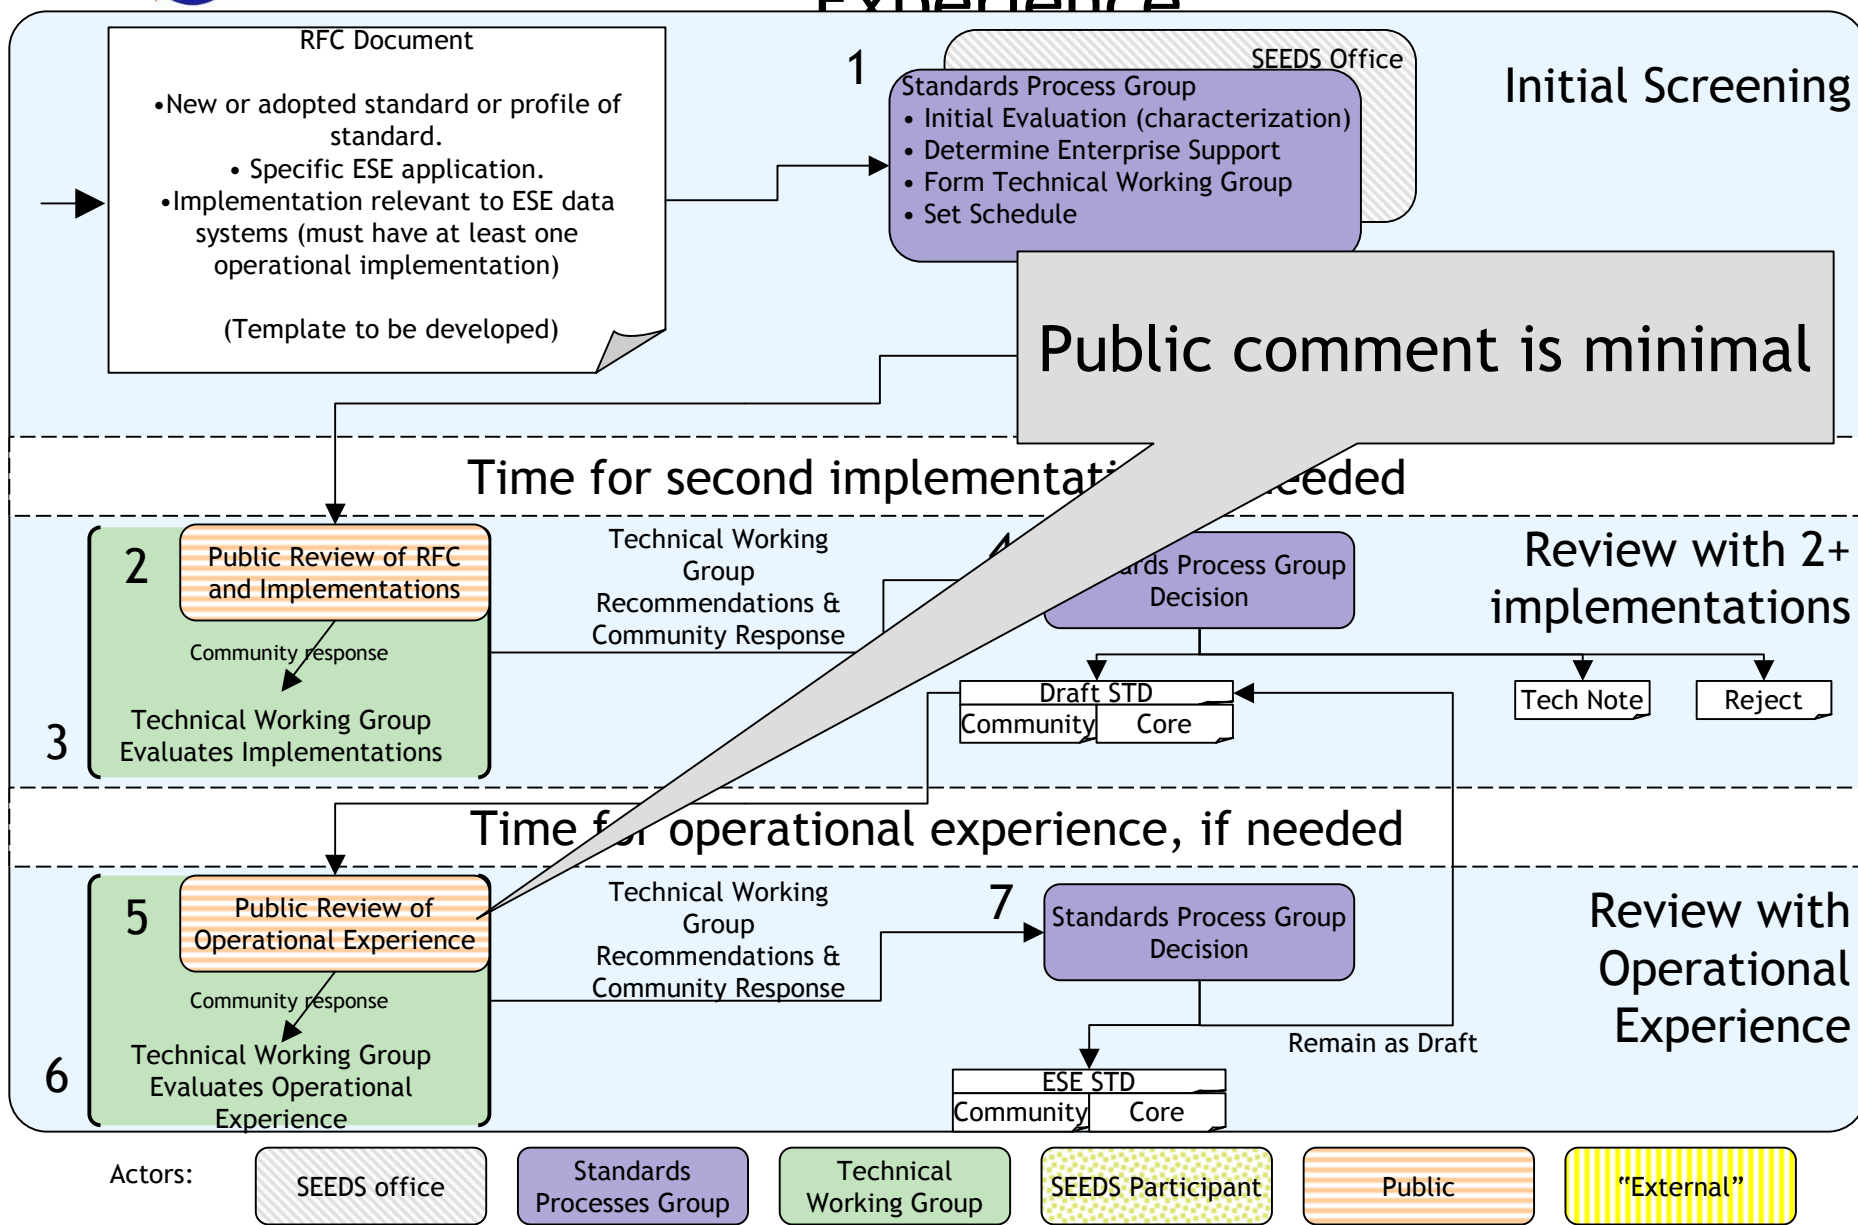 Experience
RFC Document
•New or adopted standard or profile of
standard.
• Specific ESE application.
•Implementation relevant to ESE data
systems (must have at least one
operational implementation)
(Template to be developed)
1
SEEDS Office
Standards Process Group
• Initial Evaluation (characterization)
• Determine Enterprise Support
• Form Technical Working Group
• Set Schedule
Initial Screening
Public comment is minimal
Time for second implementati eeded
2
Public Review of RFC
and Implementations
Community response
3
Technical Working Group
Evaluates Implementations
Technical Working
Group
Recommendations &
Community Response
4
ards Process Group
Decision
Review with 2+
implementations
Draft STD
Community
Core
Tech Note
Reject
Time for operational experience, if needed
5
Public Review of
Operational Experience
Community response
6
Technical Working Group
Evaluates Operational
Experience
Technical Working
Group
Recommendations &
Community Response
7
Standards Process Group
Decision
Review with
Operational
Experience
Remain as Draft
ESE STD
Community
Core
Actors:
SEEDS office
Standards
Processes Group
Technical
Working Group
SEEDS Participant
Public
“External”